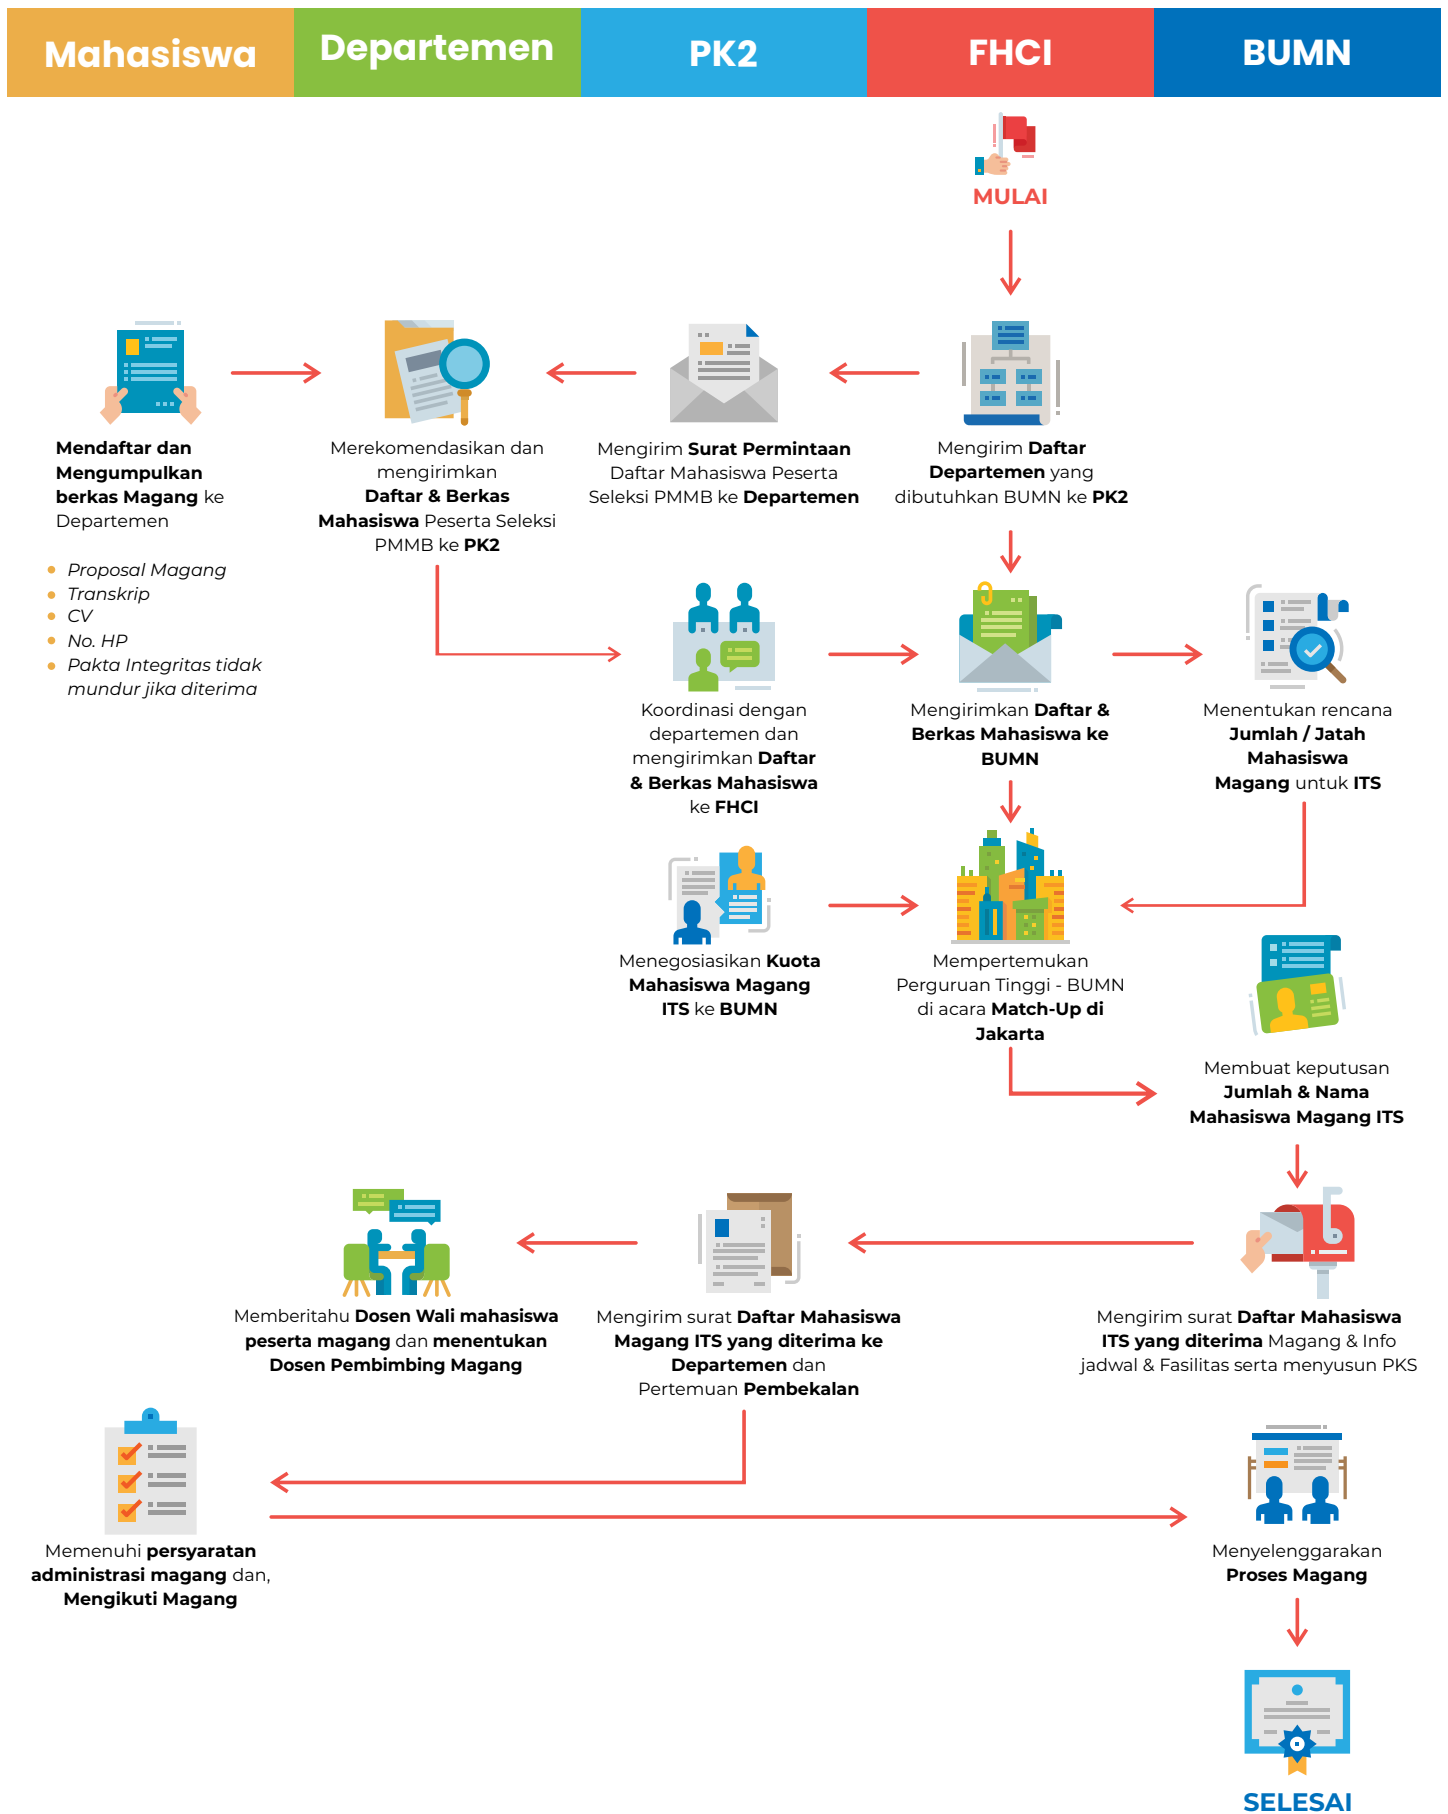 Mahasiswa
Departemen
PK2
FHCI
BUMN
MULAI
Mendaftar dan
Mengumpulkan
berkas Magang ke
Departemen
Proposal Magang
Transkrip
CV
No. HP
Pakta Integritas tidak
mundur jika diterima
Merekomendasikan dan
mengirimkan
Daftar & Berkas
Mahasiswa Peserta Seleksi
PMMB ke PK2
Mengirim Surat Permintaan
Daftar Mahasiswa Peserta
Seleksi PMMB ke Departemen
Mengirim Daftar
Departemen yang
dibutuhkan BUMN ke PK2
Koordinasi dengan
departemen dan
mengirimkan Daftar
& Berkas Mahasiswa
ke FHCI
Mengirimkan Daftar &
Berkas Mahasiswa ke
BUMN
Menentukan rencana
Jumlah / Jatah
Mahasiswa
Magang untuk ITS
Menegosiasikan Kuota
Mahasiswa Magang
ITS ke BUMN
Mempertemukan
Perguruan Tinggi - BUMN
di acara Match-Up di
Jakarta
Membuat keputusan
Jumlah & Nama
Mahasiswa Magang ITS
Memberitahu Dosen Wali mahasiswa
peserta magang dan menentukan
Dosen Pembimbing Magang
Mengirim surat Daftar Mahasiswa
Magang ITS yang diterima ke
Departemen dan
Pertemuan Pembekalan
Mengirim surat Daftar Mahasiswa
ITS yang diterima Magang & Info
jadwal & Fasilitas serta menyusun PKS
Memenuhi persyaratan
administrasi magang dan,
Mengikuti Magang
Menyelenggarakan
Proses Magang
SELESAI